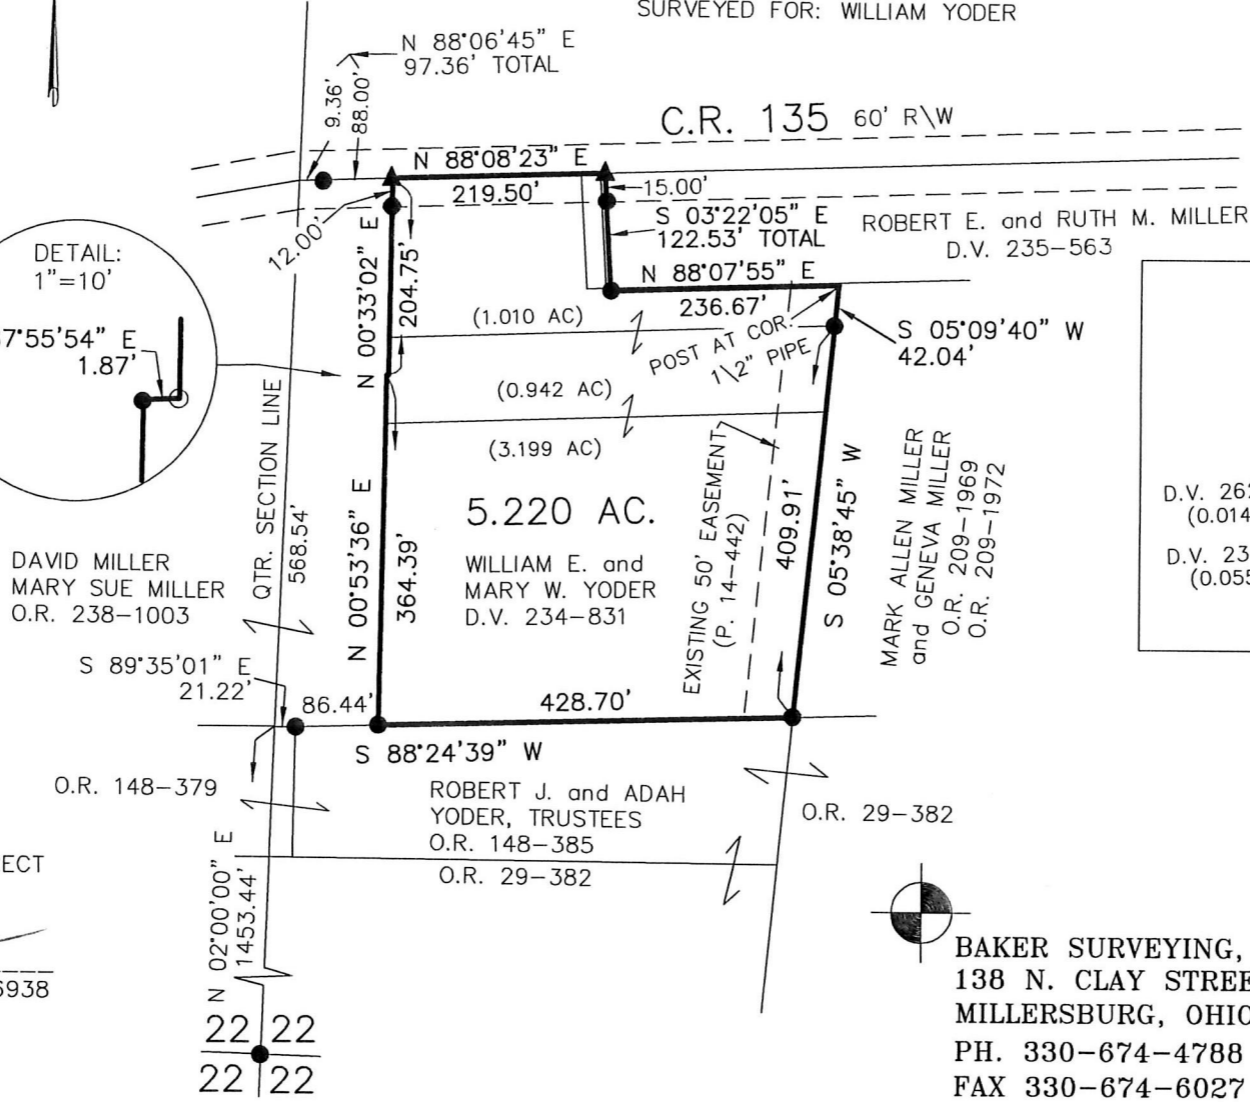 SURVEYED FOR: WILLIAM YODER
N 88°06'45" E
97.36' TOTAL
9.36'
88.00'
C.R. 135 60' R\W
N 88°08'23" E
219.50'
15.00'
S 03°22'05" E
122.53' TOTAL
ROBERT E. and RUTH M. MILLER
D.V. 235-563
12.00'
DETAIL:
1"=10'
7°55'54" E
1.87'
N 00°33'02" E
204.75'
N 88°07'55" E
236.67'
(1.010 AC)
POST AT COR.
1\2" PIPE
S 05°09'40" W
42.04'
(0.942 AC)
(3.199 AC)
5.220 AC.
WILLIAM E. and
MARY W. YODER
D.V. 234-831
QTR. SECTION LINE
568.54'
N 00°53'36" E
364.39'
EXISTING 50' EASEMENT
(P. 14-442)
409.91'
S 05°38'45" W
MARK ALLEN MILLER
and GENEVA MILLER
O.R. 209-1969
O.R. 209-1972
D.V. 262
(0.014
D.V. 23
(0.055
DAVID MILLER
MARY SUE MILLER
O.R. 238-1003
S 89°35'01" E
21.22'
86.44'
428.70'
S 88°24'39" W
O.R. 148-379
ROBERT J. and ADAH
YODER, TRUSTEES
O.R. 148-385
O.R. 29-382
O.R. 29-382
ECT
6938
N 02°00'00" E
1453.44'
22 22
22 22
BAKER SURVEYING,
138 N. CLAY STREE
MILLERSBURG, OHIO
PH. 330-674-4788
FAX 330-674-6027